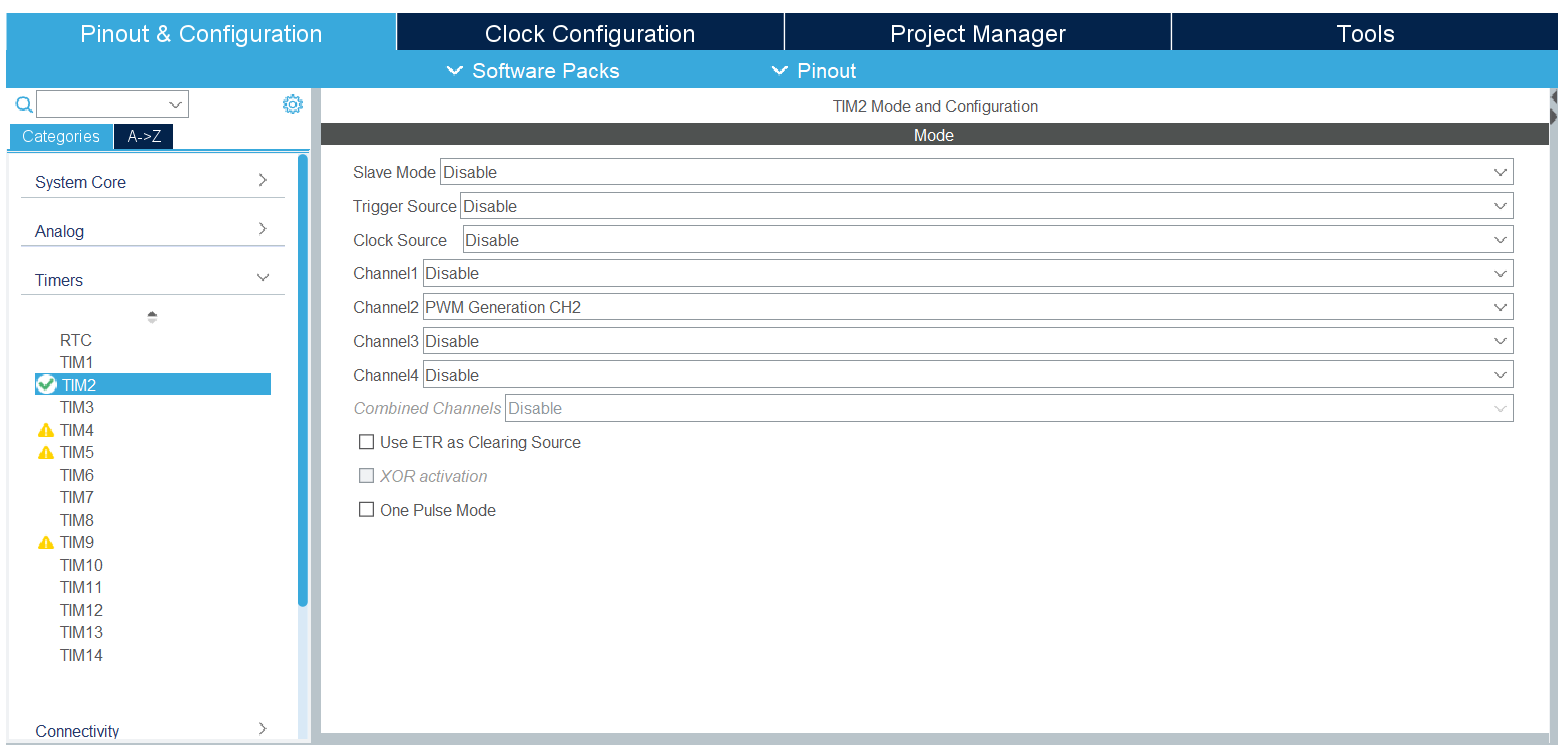 Pinout & Configuration
Clock Configuration
Project Manager
Tools
Software Packs
Pinout
Categories
A->Z
System Core
Analog
Timers
RTC
TIM1
TIM2
TIM3
TIM4
TIM5
TIM6
TIM7
TIM8
TIM9
TIM10
TIM11
TIM12
TIM13
TIM14
Connectivity
TIM2 Mode and Configuration
Mode
Slave Mode Disable
Trigger Source Disable
Clock Source Disable
Channel1 Disable
Channel2 PWM Generation CH2
Channel3 Disable
Channel4 Disable
Combined Channels Disable
Use ETR as Clearing Source
XOR activation
One Pulse Mode